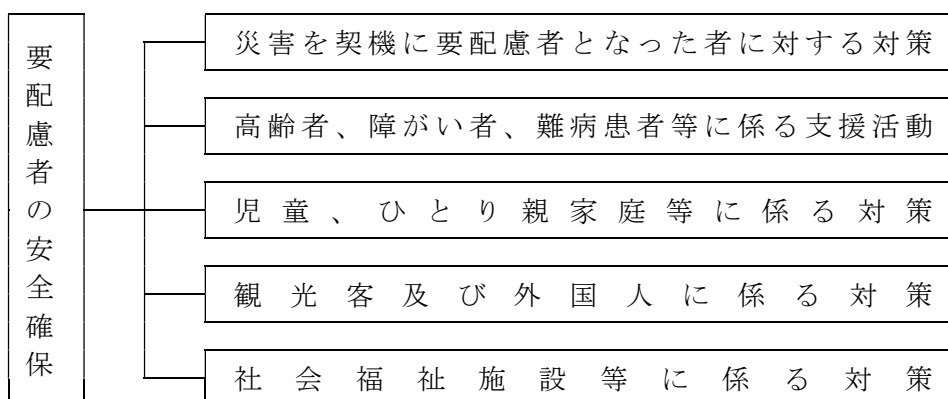 要配慮者の安全確保
災害を契機に要配慮者となった者に対する対策
高齢者、障がい者、難病患者等に係る支援活動
児童、ひとり親家庭等に係る対策
観光客及び外国人に係る対策
社会福祉施設等に係る対策